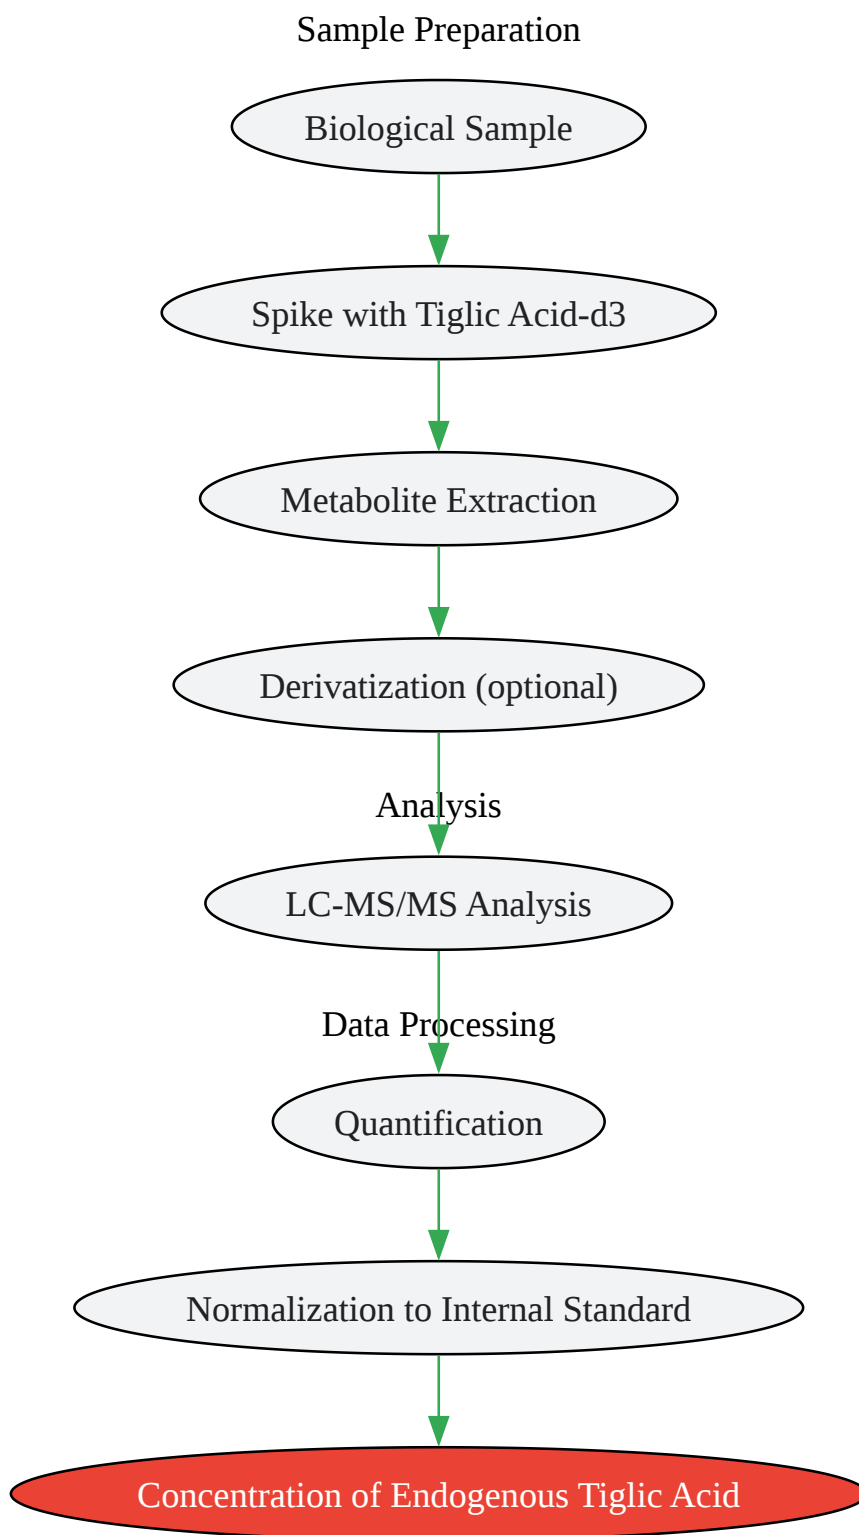 Sample Preparation
Biological Sample
Spike with Tiglic Acid-d3
Metabolite Extraction
Derivatization (optional)
Analysis
LC-MS/MS Analysis
Data Processing
Quantification
Normalization to Internal Standard
Concentration of Endogenous Tiglic Acid